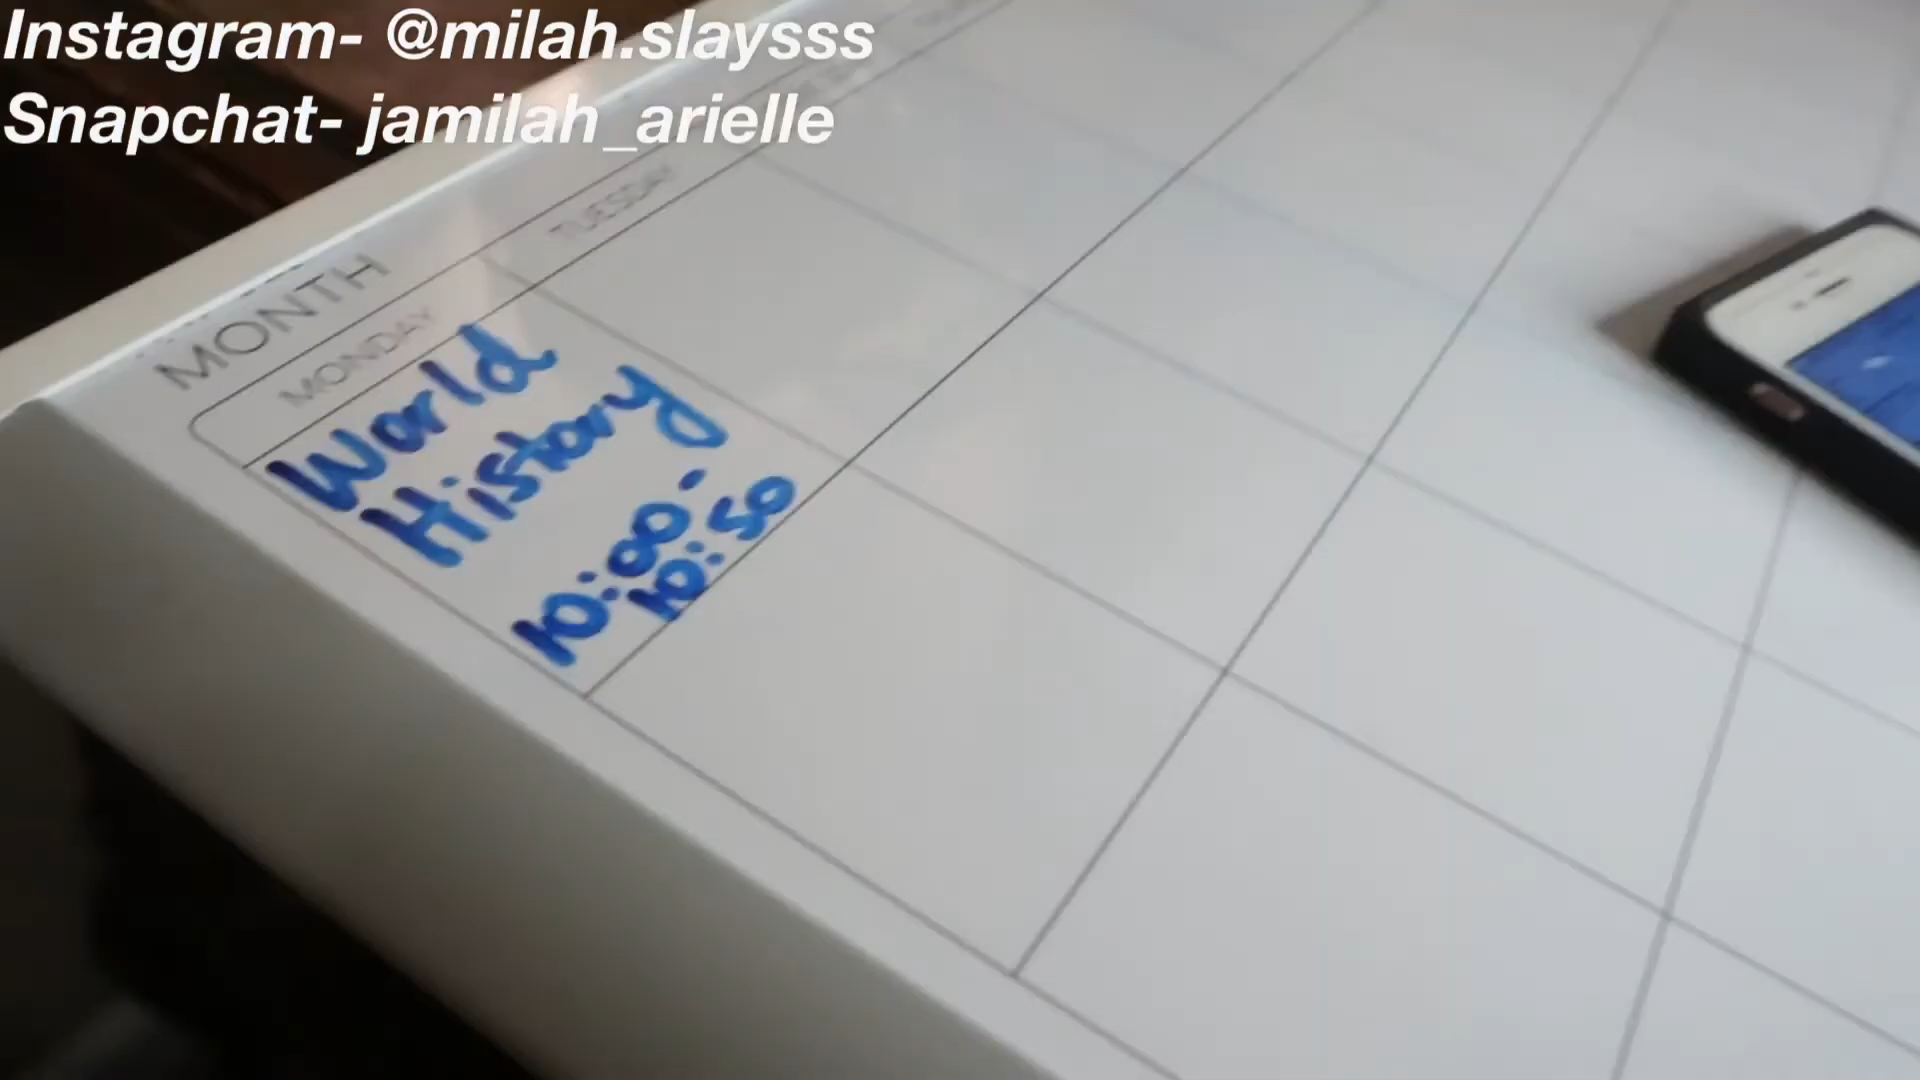 Instagram- @milah.slaysss
Snapchat- jamilah_arielle
MONTH
MONDAY
TUESDAY
World
History
10:00-
10:50